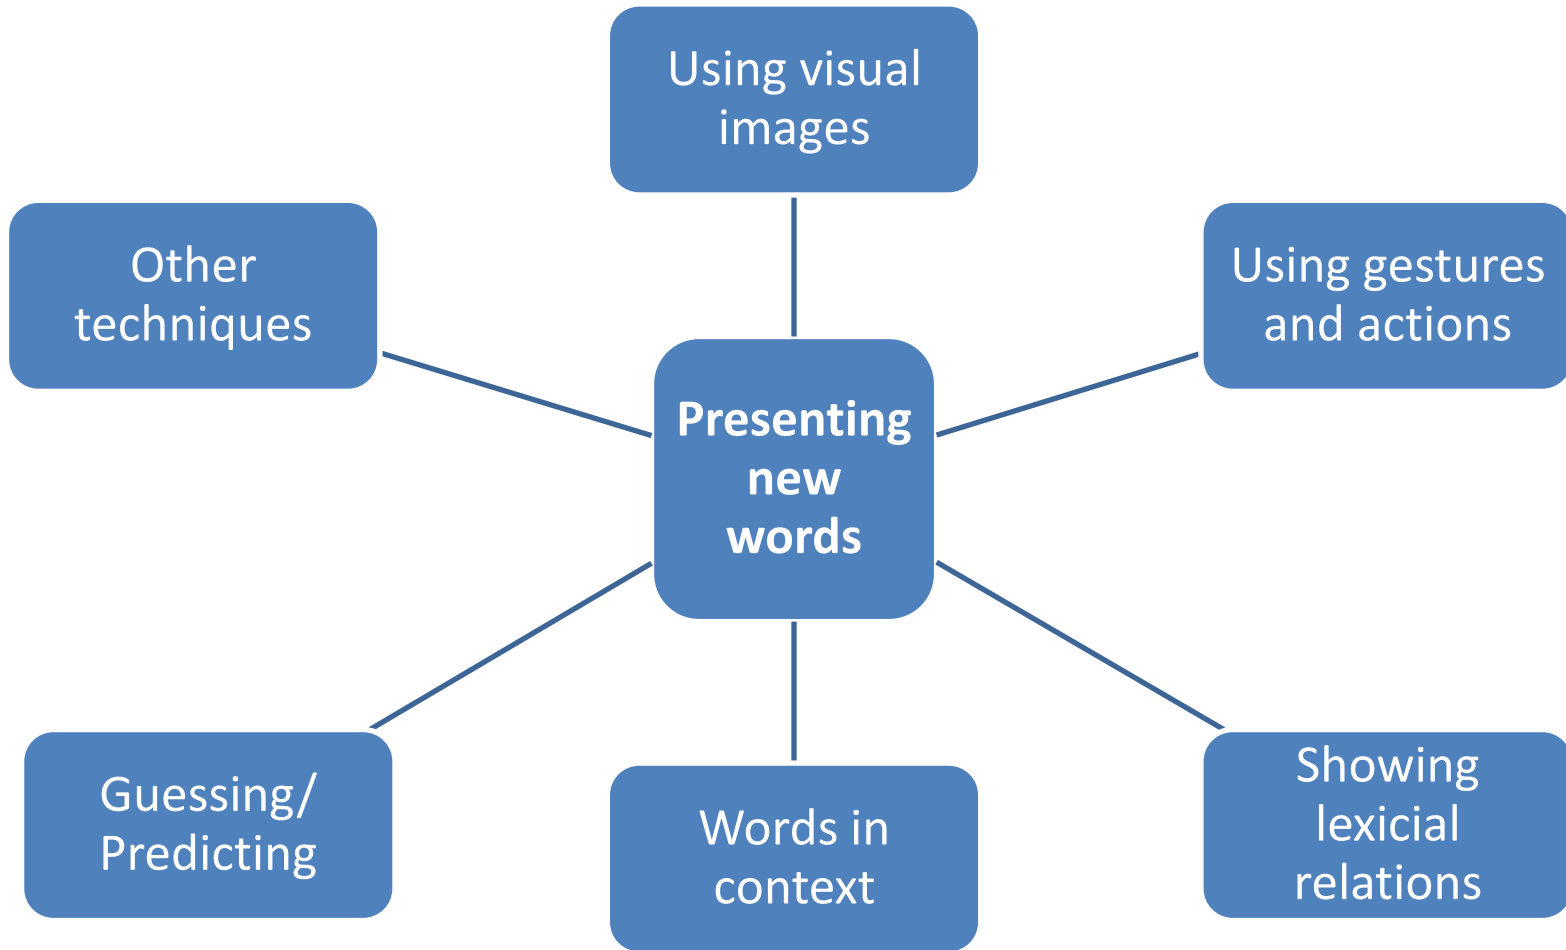 Using visual
images
Other
techniques
Using gestures
and actions
Presenting
new
words
Guessing/
Predicting
Words in
context
Showing
lexicial
relations